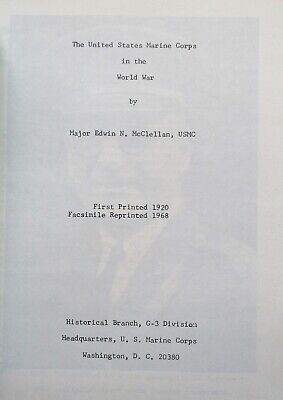 The United States Marine Corps
in the
World War
by
Major Edwin N. McClellan, USMC
First Printed 1920
Facsimile Reprinted 1968
Historical Branch, G-3 Division
Headquarters, U. S. Marine Corps
Washington, D. C. 20380